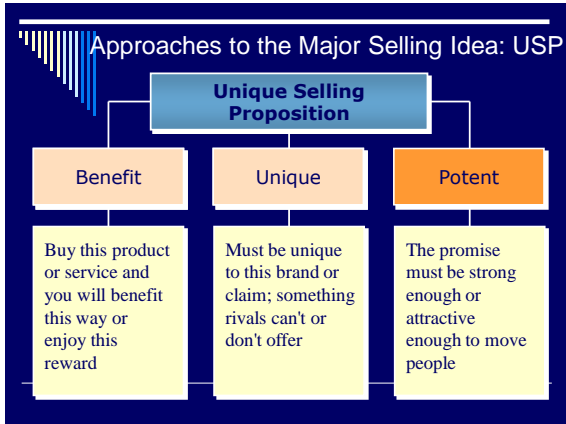 Approaches to the Major Selling Idea: USP
Unique Selling
Proposition
Benefit
Unique
Potent
Buy this product
or service and
you will benefit
this way or
enjoy this
reward
Must be unique
to this brand or
claim; something
rivals can't or
don't offer
The promise
must be strong
enough or
attractive
enough to move
people